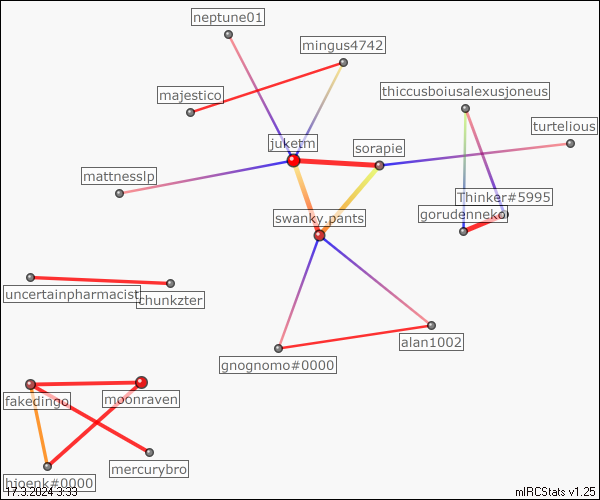 neptune01
mingus4742
thiccusboiusalexusjoneus
majestico
turtelious
juketm
sorapie
mattnesslp
Thinker#5995
gorudenneko
swanky.pants
uncertainpharmacist
chunkzter
alan1002
gnognomo#0000
fakedingo
moonraven
mercurybro
hjoenk#0000
17.3.2024 3:33
mIRCStats v1.25